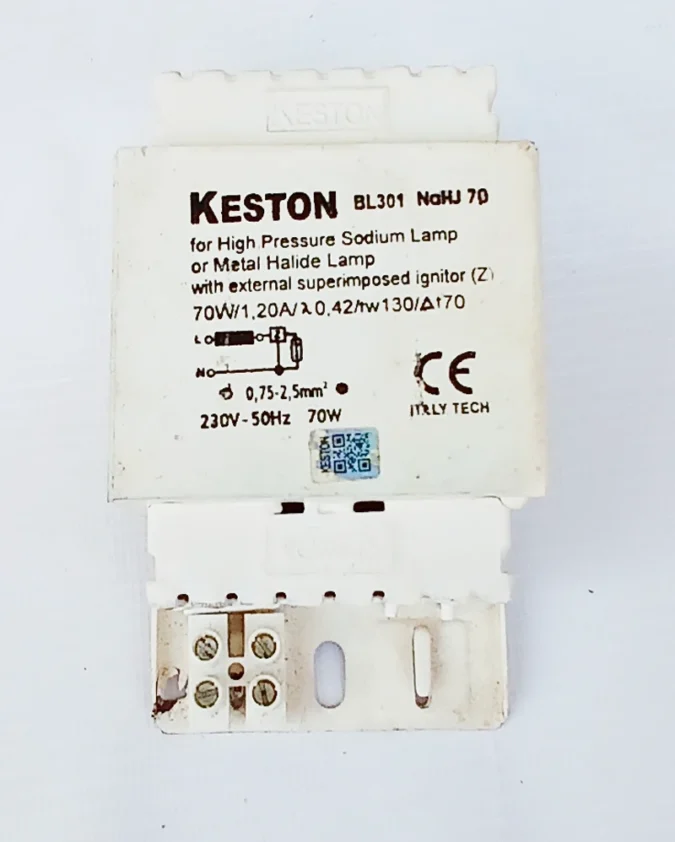 KESTON
KESTON BL301 NaHJ 70
for High Pressure Sodium Lamp
or Metal Halide Lamp
with external superimposed ignitor (Z)
70W/1,20A/λ0,42/tw130/Δt70
L
Z
N
0,75-2,5mm²
230V-50Hz 70W
CE
ITALY TECH
KESTON